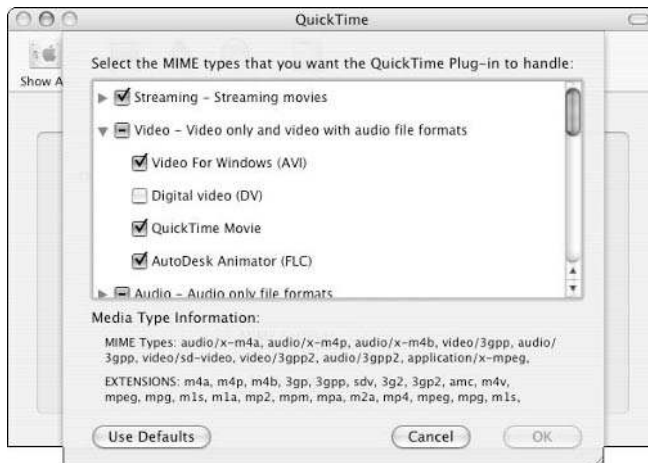 QuickTime
Show A
Select the MIME types that you want the QuickTime Plug-in to handle:
Streaming – Streaming movies
Video – Video only and video with audio file formats
Video For Windows (AVI)
Digital video (DV)
QuickTime Movie
AutoDesk Animator (FLC)
Audio – Audio only file formats
Media Type Information:
MIME Types: audio/x-m4a, audio/x-m4p, audio/x-m4b, video/3gpp, audio/
3gpp, video/sd-video, video/3gpp2, audio/3gpp2, application/x-mpeg,
EXTENSIONS: m4a, m4p, m4b, 3gp, 3gpp, sdv, 3g2, 3gp2, amc, m4v,
mpeg, mpg, m1s, m1a, mp2, mpm, mpa, m2a, mp4, mpeg, mpg, m1s,
Use Defaults
Cancel
OK